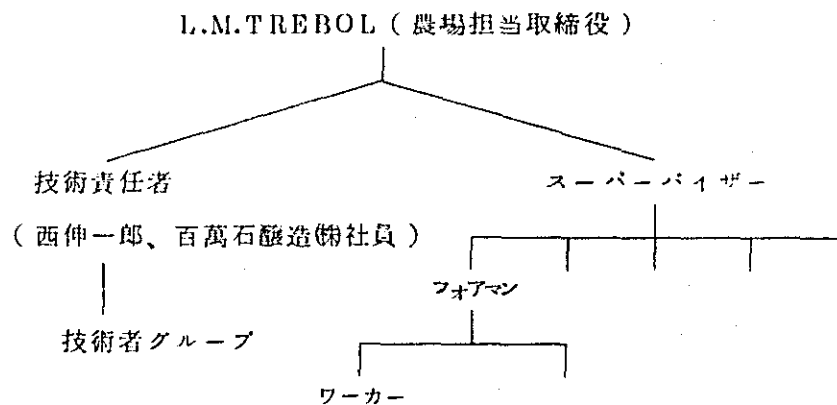 L.M.TREBOL ( 農場担当取締役 )
技術責任者
スーパーバイザー
( 西伸一郎、百萬石醸造㈱社員 )
フォアマン
技術者グループ
ワーカー